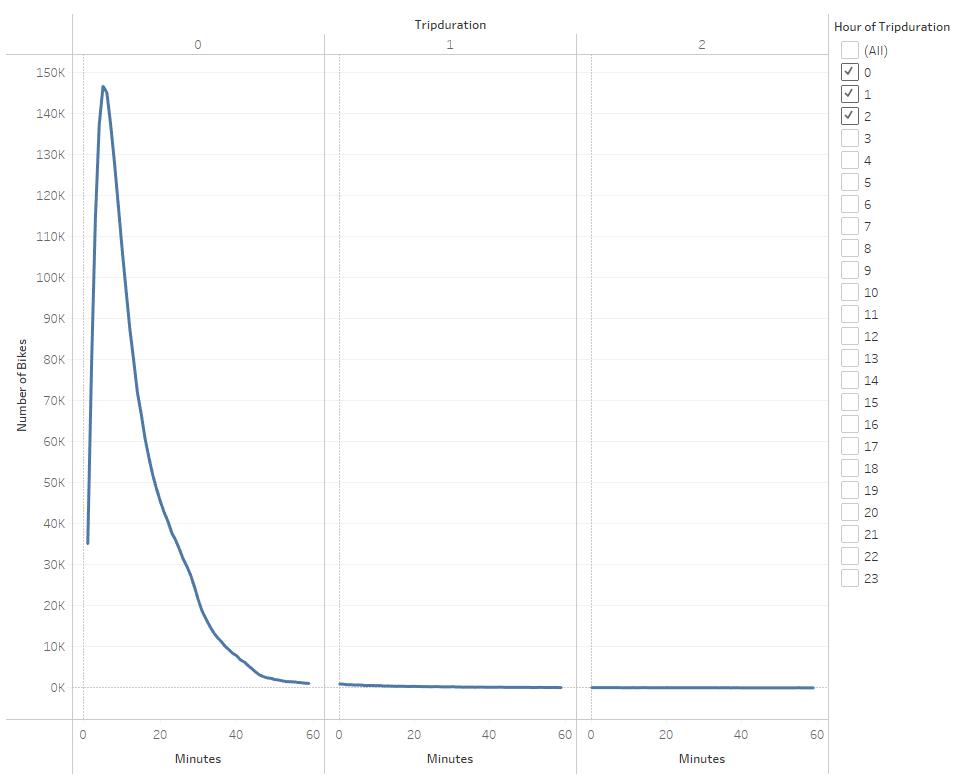 Tripduration
0 1 2
150K
140K
130K
120K
110K
100K
90K
80K
70K
60K
50K
40K
30K
20K
10K
0K
Number of Bikes
0 20 40 60 0 20 40 60 0 20 40 60
Minutes Minutes Minutes
Hour of Tripduration
(All)
0
1
2
3
4
5
6
7
8
9
10
11
12
13
14
15
16
17
18
19
20
21
22
23